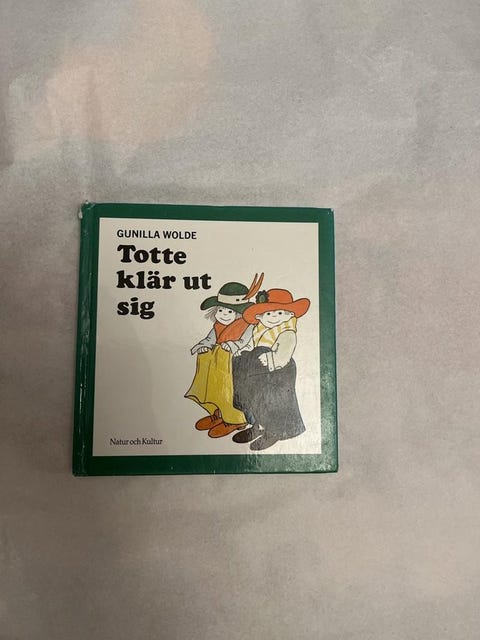 GUNILLA WOLDE
Totte
klär ut
sig
Natur och Kultur